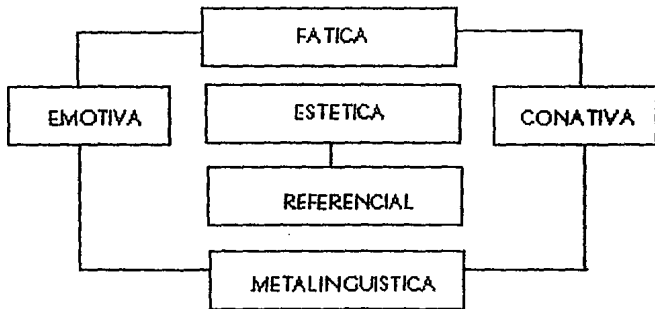 FATICA
EMOTIVA
ESTETICA
CONATIVA
REFERENCIAL
METALINGUISTICA